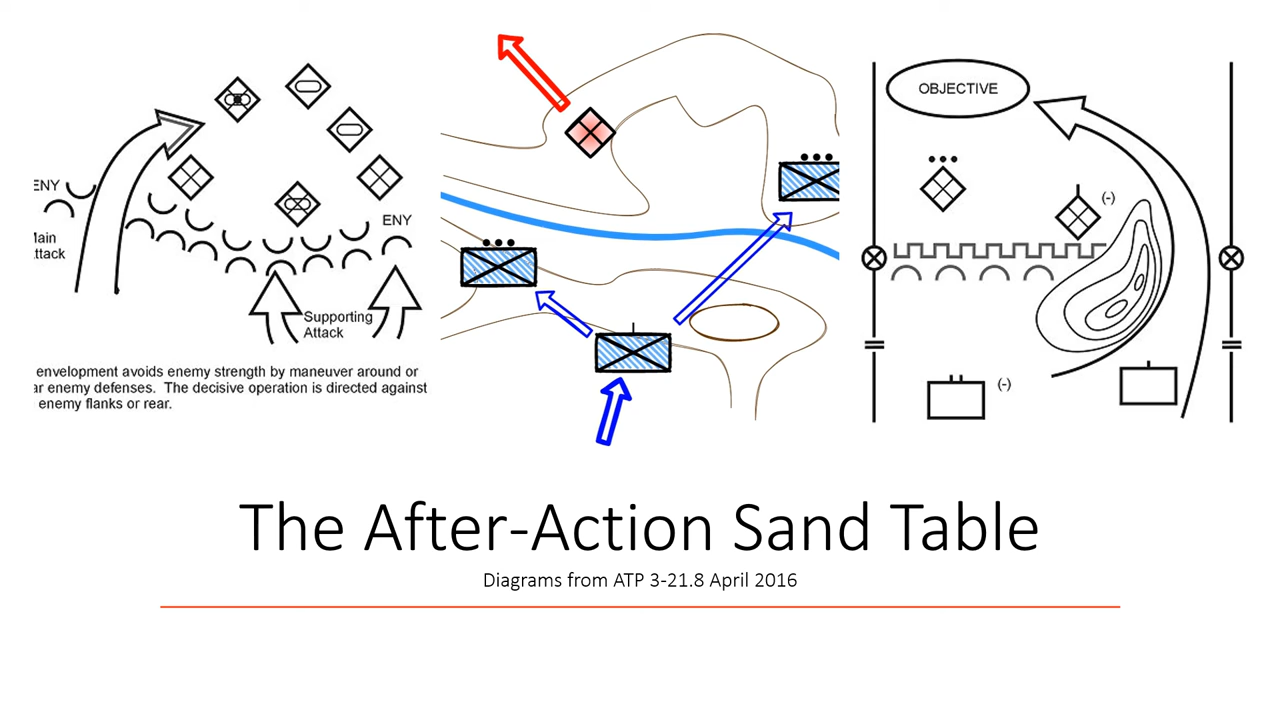 ENY
Main
ttack
ENY
Supporting
Attack
envelopment avoids enemy strength by maneuver around or
ar enemy defenses. The decisive operation is directed against
enemy flanks or rear.
OBJECTIVE
(-)
(-)
The After-Action Sand Table
Diagrams from ATP 3-21.8 April 2016